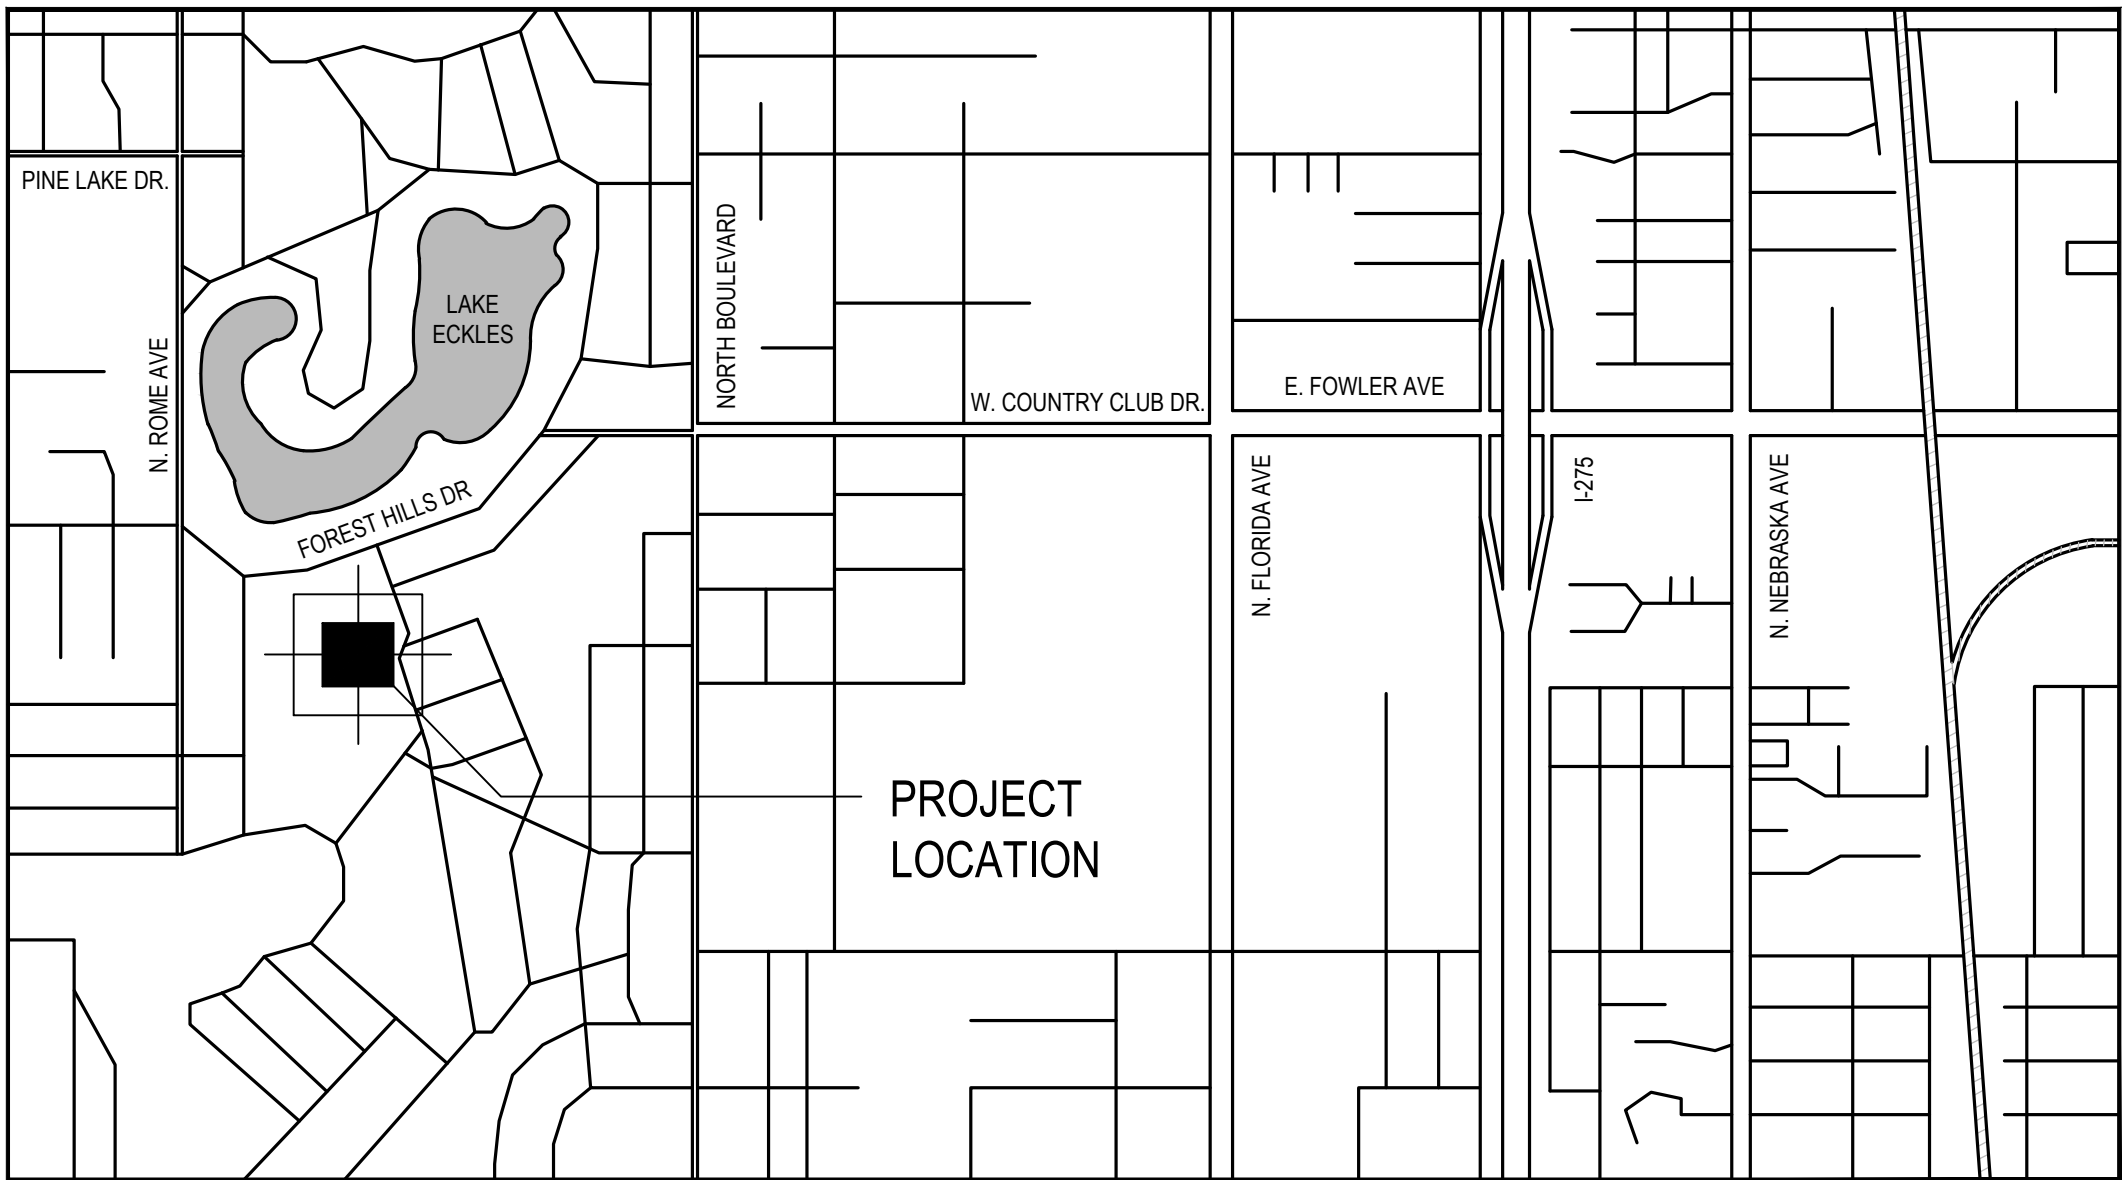 PINE LAKE DR.
N. ROME AVE
LAKE
ECKLES
FOREST HILLS DR
NORTH BOULEVARD
W. COUNTRY CLUB DR.
E. FOWLER AVE
N. FLORIDA AVE
I-275
N. NEBRASKA AVE
PROJECT
LOCATION